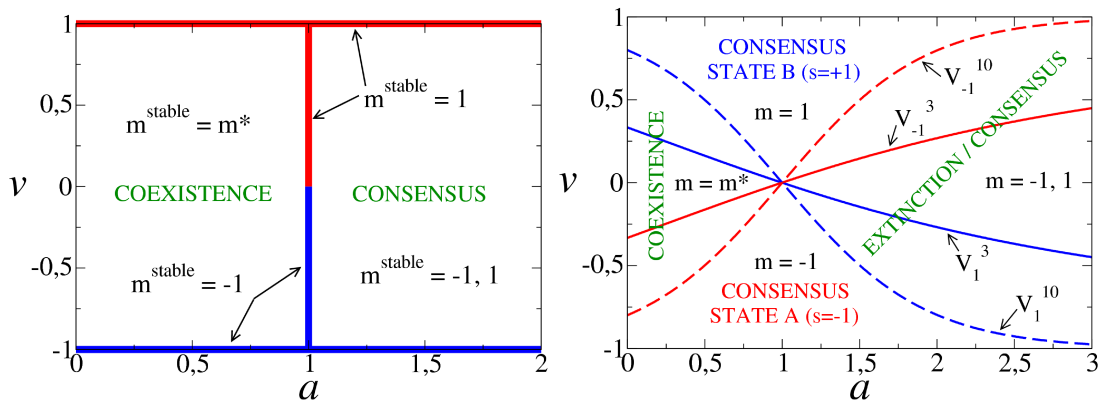 1
0,5
0
-0,5
-1
v
m^stable = m*
m^stable = 1
COEXISTENCE
CONSENSUS
m^stable = -1
m^stable = -1, 1
0
0,5
1
1,5
2
a
1
0,5
0
-0,5
-1
v
CONSENSUS
STATE B (s=+1)
m = 1
V_-1^10
V_-1^3
COEXISTENCE
m = m*
EXTINCTION / CONSENSUS
m = -1, 1
m = -1
CONSENSUS
STATE A (s=-1)
V_1^3
V_1^10
0
0,5
1
1,5
2
2,5
3
a